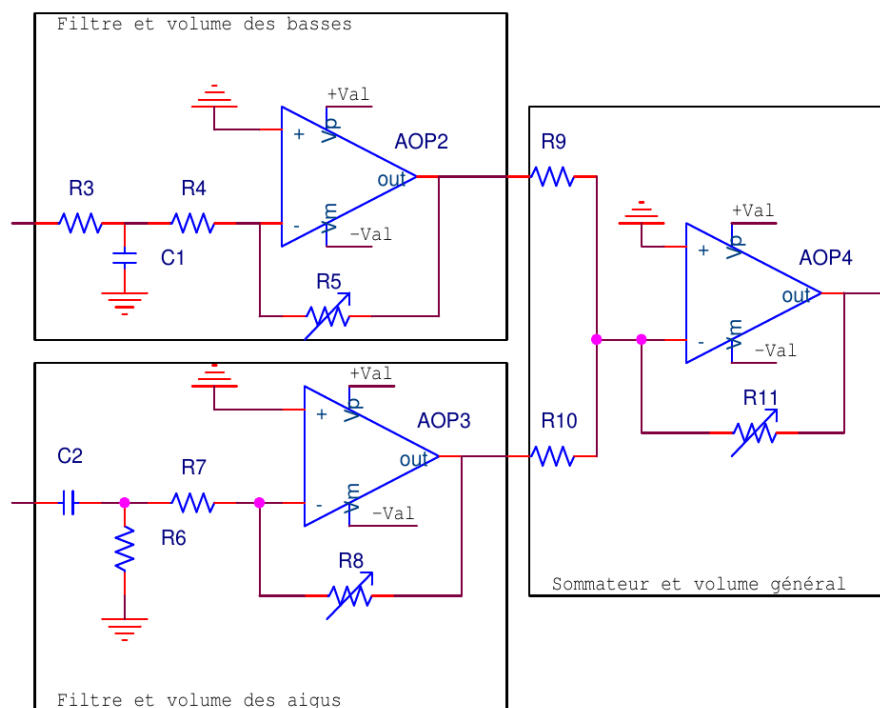 Filtre et volume des basses
+Val
Vp
AOP2
+
out
R3
R4
-
Vm
-Val
C1
R5
R9
+Val
Vp
AOP4
+
out
-
Vm
-Val
R11
R10
Sommateur et volume général
+Val
Vp
AOP3
+
out
C2
R7
-
Vm
-Val
R6
R8
Filtre et volume des aigus